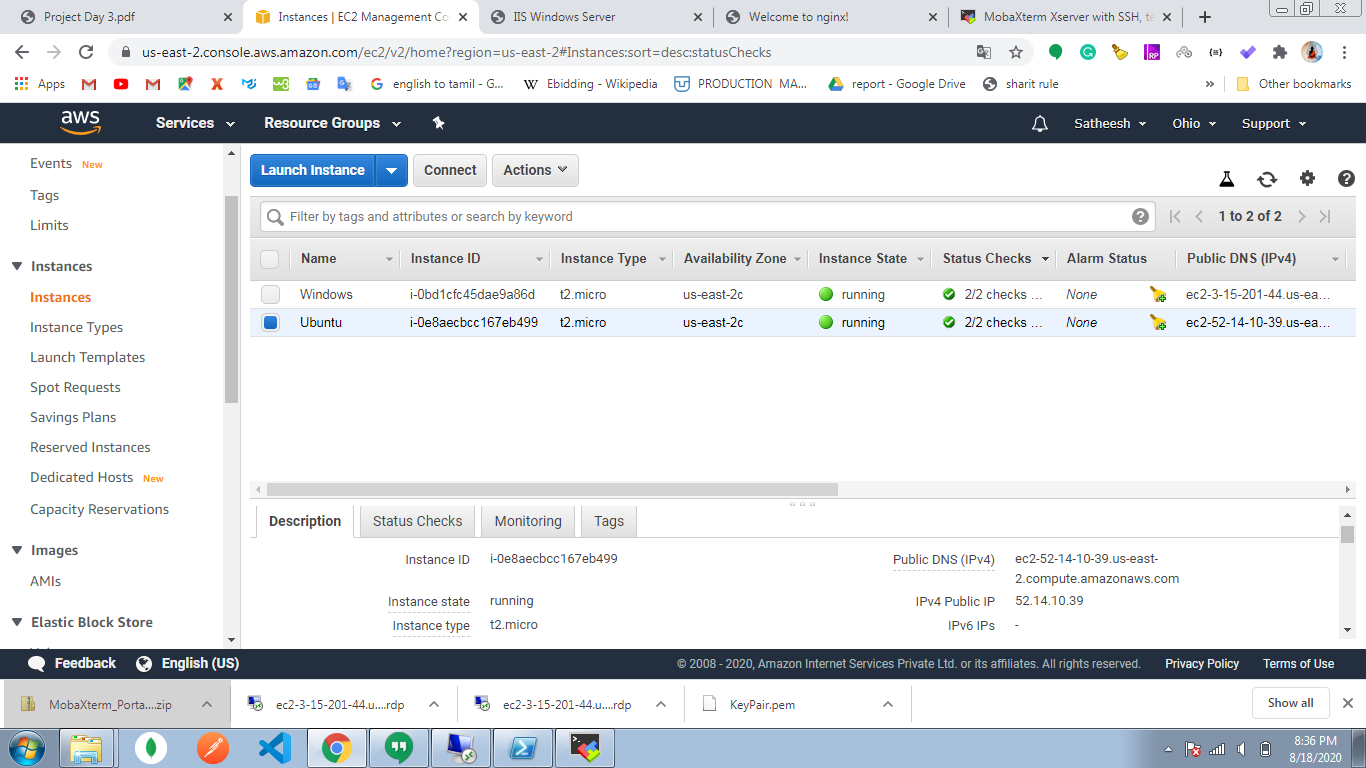 Project Day 3.pdf
Instances | EC2 Management Co
IIS Windows Server
Welcome to nginx!
MobaXterm Xserver with SSH, te
us-east-2.console.aws.amazon.com/ec2/v2/home?region=us-east-2#Instances:sort=desc:statusChecks
Apps
english to tamil - G...
Ebidding - Wikipedia
PRODUCTION MA...
report - Google Drive
sharit rule
»
Other bookmarks
aws
Services
Resource Groups
Satheesh
Ohio
Support
Events New
Tags
Limits
Instances
Instances
Instance Types
Launch Templates
Spot Requests
Savings Plans
Reserved Instances
Dedicated Hosts New
Capacity Reservations
Images
AMIs
Elastic Block Store
Launch Instance
Connect
Actions
Filter by tags and attributes or search by keyword
1 to 2 of 2
Name Instance ID Instance Type Availability Zone Instance State Status Checks Alarm Status Public DNS (IPv4)
Windows i-0bd1cfc45dae9a86d t2.micro us-east-2c running 2/2 checks ... None ec2-3-15-201-44.us-ea...
Ubuntu i-0e8aecbcc167eb499 t2.micro us-east-2c running 2/2 checks ... None ec2-52-14-10-39.us-ea...
Description
Status Checks
Monitoring
Tags
Instance ID i-0e8aecbcc167eb499
Instance state running
Instance type t2.micro
Public DNS (IPv4) ec2-52-14-10-39.us-east-
2.compute.amazonaws.com
IPv4 Public IP 52.14.10.39
IPv6 IPs -
Feedback
English (US)
© 2008 - 2020, Amazon Internet Services Private Ltd. or its affiliates. All rights reserved.
Privacy Policy
Terms of Use
MobaXterm_Porta....zip
ec2-3-15-201-44.u....rdp
ec2-3-15-201-44.u....rdp
KeyPair.pem
Show all
8:36 PM
8/18/2020